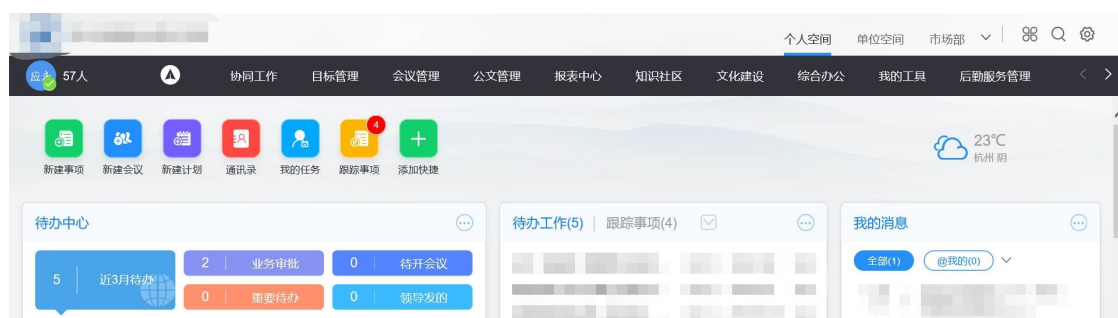 个人空间 单位空间 市场部
应永 57人 协同工作 目标管理 会议管理 公文管理 报表中心 知识社区 文化建设 综合办公 我的工具 后勤服务管理
4
新建事项 新建会议 新建计划 通讯录 我的任务 跟踪事项 添加快捷
23℃
杭州 阴
待办中心
待办工作(5) 跟踪事项(4)
我的消息
5 近3月待办
2 业务审批
0 待开会议
0 重要待办
0 领导发的
全部(1) @我的(0)